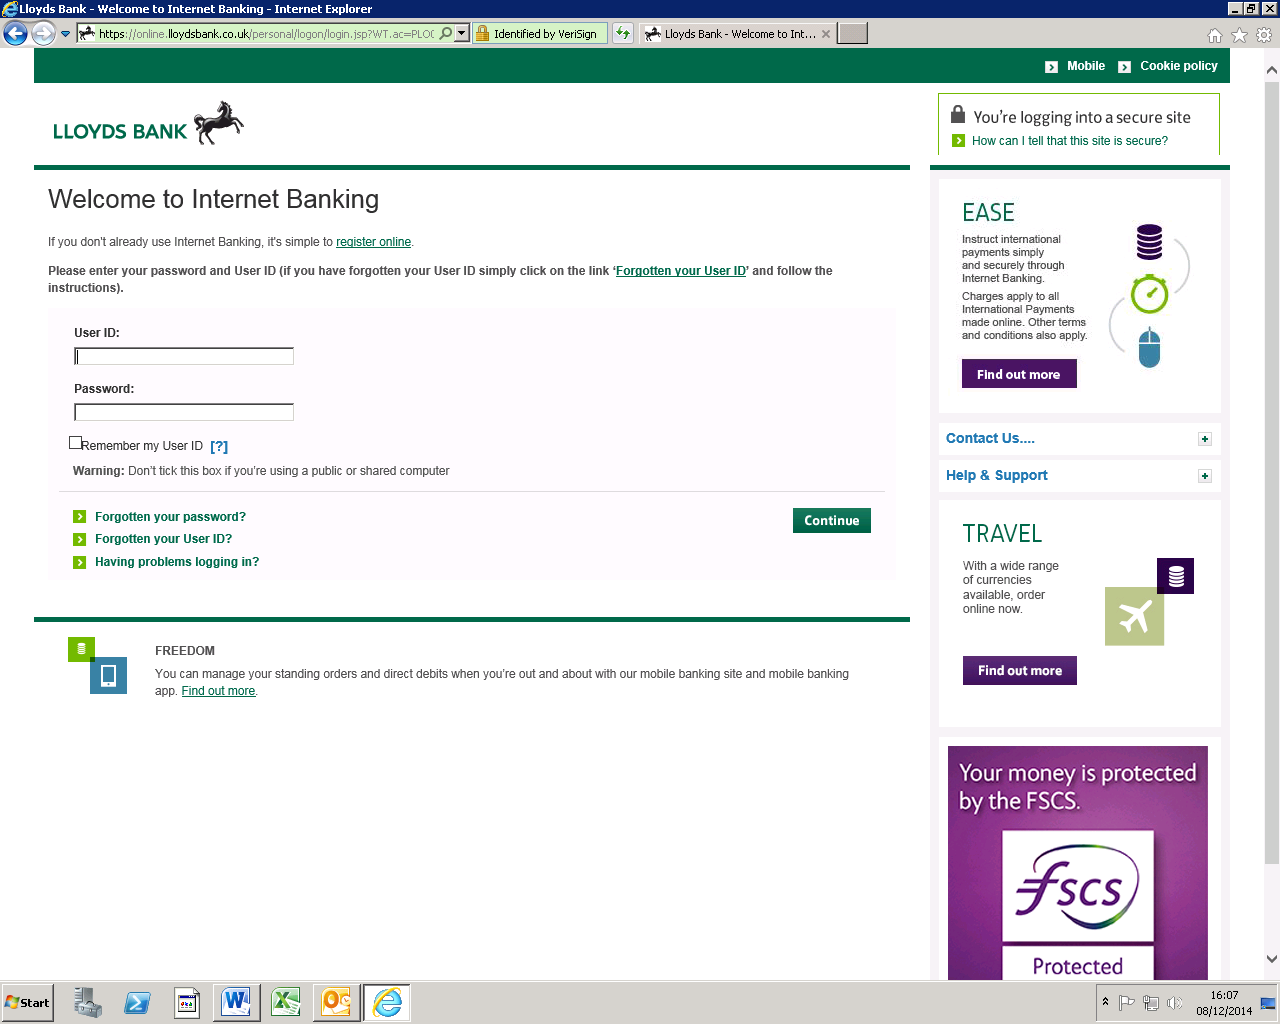 Lloyds Bank - Welcome to Internet Banking - Internet Explorer
https://online.lloydsbank.co.uk/personal/logon/login.jsp?WT.ac=PLO
Identified by VeriSign
Lloyds Bank - Welcome to Int...
Mobile
Cookie policy
LLOYDS BANK
You're logging into a secure site
How can I tell that this site is secure?
Welcome to Internet Banking
If you don't already use Internet Banking, it's simple to register online.
Please enter your password and User ID (if you have forgotten your User ID simply click on the link ‘Forgotten your User ID’ and follow the
instructions).
User ID:
Password:
Remember my User ID [?]
Warning: Don’t tick this box if you’re using a public or shared computer
Forgotten your password?
Forgotten your User ID?
Having problems logging in?
Continue
FREEDOM
You can manage your standing orders and direct debits when you’re out and about with our mobile banking site and mobile banking
app. Find out more.
EASE
Instruct international
payments simply
and securely through
Internet Banking.
Charges apply to all
International Payments
made online. Other terms
and conditions also apply.
Find out more
Contact Us....
Help & Support
TRAVEL
With a wide range
of currencies
available, order
online now.
Find out more
Your money is protected
by the FSCS.
fscs
Protected
Start
16:07
08/12/2014